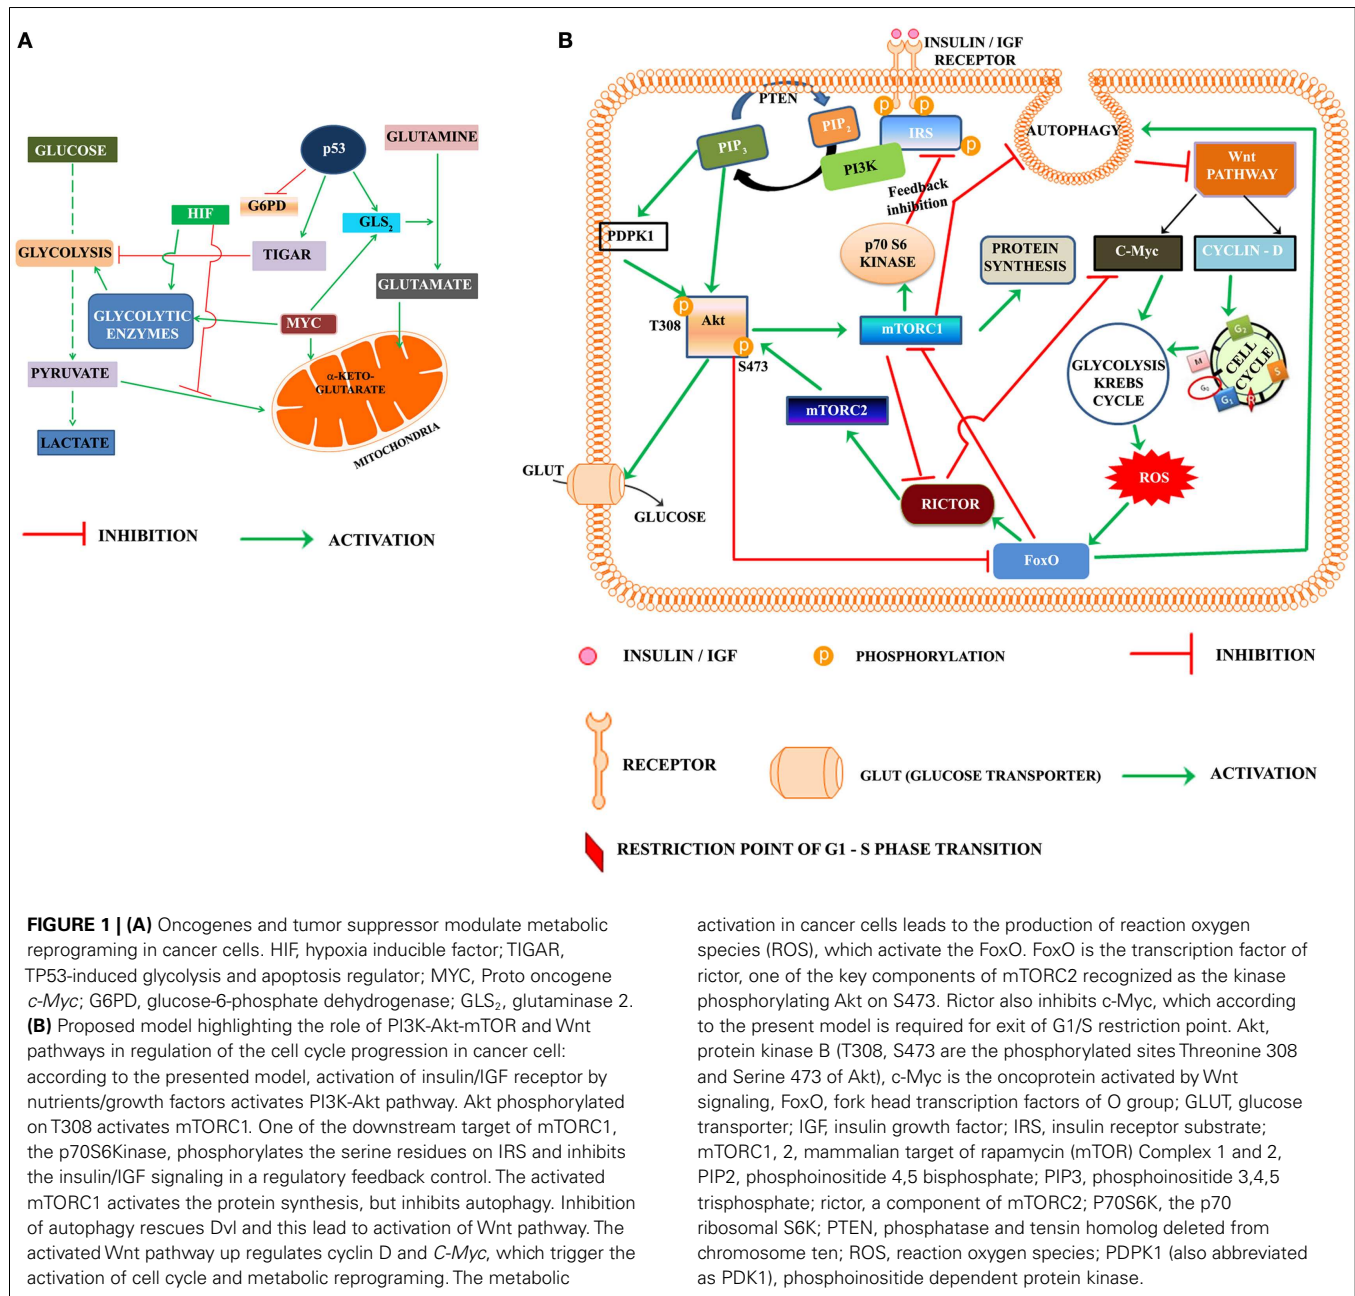 A
GLUCOSE
p53
GLUTAMINE
G6PD
HIF
GLS2
GLYCOLYSIS
TIGAR
GLUTAMATE
GLYCOLYTIC
ENZYMES
MYC
PYRUVATE
α-KETO-
GLUTARATE
LACTATE
MITOCHONDRIA
INHIBITION
ACTIVATION
B
INSULIN / IGF
RECEPTOR
PTEN
p
p
PIP2
IRS
p
AUTOPHAGY
PIP3
PI3K
Wnt
PATHWAY
Feedback
inhibition
PDPK1
p70 S6
KINASE
PROTEIN
SYNTHESIS
C-Myc
CYCLIN - D
p
Akt
T308
mTORC1
p
S473
GLYCOLYSIS
KREBS
CYCLE
G2
M
CELL
CYCLE
S
G0
G1
R
mTORC2
GLUT
GLUCOSE
RICTOR
ROS
FoxO
INSULIN / IGF
p
PHOSPHORYLATION
INHIBITION
RECEPTOR
GLUT (GLUCOSE TRANSPORTER)
ACTIVATION
RESTRICTION POINT OF G1 - S PHASE TRANSITION
FIGURE 1 | (A) Oncogenes and tumor suppressor modulate metabolic
reprograming in cancer cells. HIF, hypoxia inducible factor; TIGAR,
TP53-induced glycolysis and apoptosis regulator; MYC, Proto oncogene
c-Myc; G6PD, glucose-6-phosphate dehydrogenase; GLS2, glutaminase 2.
(B) Proposed model highlighting the role of PI3K-Akt-mTOR and Wnt
pathways in regulation of the cell cycle progression in cancer cell:
according to the presented model, activation of insulin/IGF receptor by
nutrients/growth factors activates PI3K-Akt pathway. Akt phosphorylated
on T308 activates mTORC1. One of the downstream target of mTORC1,
the p70S6Kinase, phosphorylates the serine residues on IRS and inhibits
the insulin/IGF signaling in a regulatory feedback control. The activated
mTORC1 activates the protein synthesis, but inhibits autophagy. Inhibition
of autophagy rescues Dvl and this lead to activation of Wnt pathway. The
activated Wnt pathway up regulates cyclin D and C-Myc, which trigger the
activation of cell cycle and metabolic reprograming. The metabolic
activation in cancer cells leads to the production of reaction oxygen
species (ROS), which activate the FoxO. FoxO is the transcription factor of
rictor, one of the key components of mTORC2 recognized as the kinase
phosphorylating Akt on S473. Rictor also inhibits c-Myc, which according
to the present model is required for exit of G1/S restriction point. Akt,
protein kinase B (T308, S473 are the phosphorylated sites Threonine 308
and Serine 473 of Akt), c-Myc is the oncoprotein activated by Wnt
signaling, FoxO, fork head transcription factors of O group; GLUT, glucose
transporter; IGF, insulin growth factor; IRS, insulin receptor substrate;
mTORC1, 2, mammalian target of rapamycin (mTOR) Complex 1 and 2,
PIP2, phosphoinositide 4,5 bisphosphate; PIP3, phosphoinositide 3,4,5
trisphosphate; rictor, a component of mTORC2; P70S6K, the p70
ribosomal S6K; PTEN, phosphatase and tensin homolog deleted from
chromosome ten; ROS, reaction oxygen species; PDPK1 (also abbreviated
as PDK1), phosphoinositide dependent protein kinase.